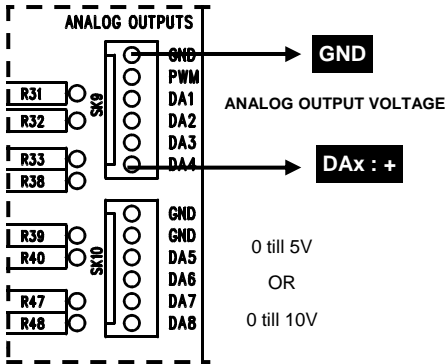 ANALOG OUTPUTS
GND
PWM
DA1
DA2
DA3
DA4
SK9
R31
R32
R33
R38
GND
ANALOG OUTPUT VOLTAGE
DAx : +
GND
GND
DA5
DA6
DA7
DA8
SK10
R39
R40
R47
R48
0 till 5V
OR
0 till 10V